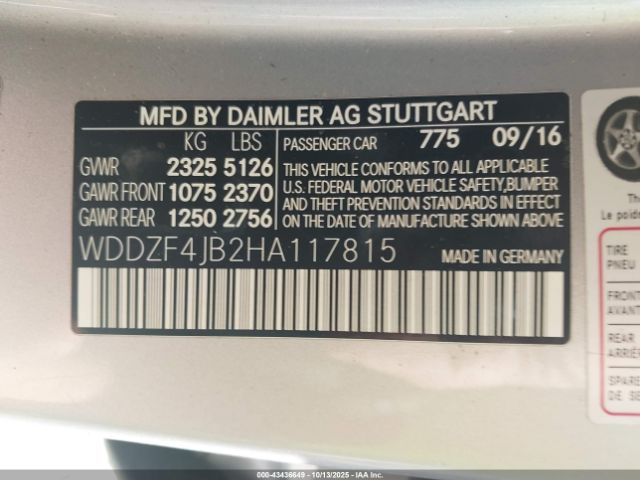 MFD BY DAIMLER AG STUTTGART
KG LBS
GVWR 2325 5126
GAWR FRONT 1075 2370
GAWR REAR 1250 2756
PASSENGER CAR 775 09/16
THIS VEHICLE CONFORMS TO ALL APPLICABLE
U.S. FEDERAL MOTOR VEHICLE SAFETY,BUMPER
AND THEFT PREVENTION STANDARDS IN EFFECT
ON THE DATE OF MANUFACTURE SHOWN ABOVE.
WDDZF4JB2HA117815
MADE IN GERMANY
Le
TIRE
PNEU
FRONT
AVANT
REAR
SPARE
DE
000-43436649 | 10/13/2025 - IAA Inc.